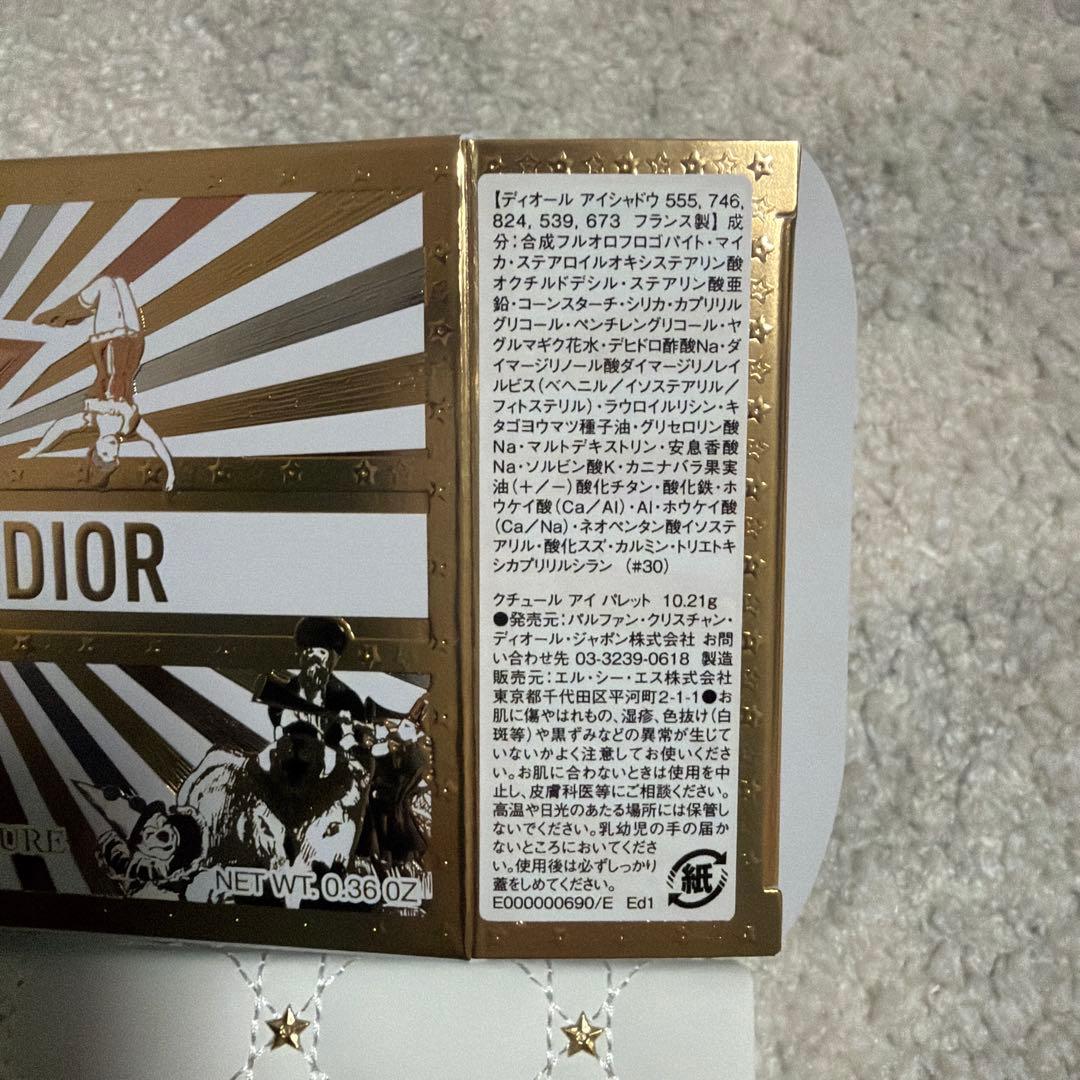 DIOR
URE
NET WT. 0.36 OZ
【ディオール アイシャドウ 555, 746,
824, 539, 673 フランス製】 成
分:合成フルオロフロゴパイト・マイ
カ・ステアロイルオキシステアリン酸
オクチルドデシル・ステアリン酸亜
鉛・コーンスターチ・シリカ・カプリリル
グリコール・ペンチレングリコール・ヤ
グルマギク花水・デヒドロ酢酸Na・ダ
イマージリノール酸ダイマージリノレイ
ルビス(ベヘニル/イソステアリル/
フィトステリル)・ラウロイルリシン・キ
タゴヨウマツ種子油・グリセロリン酸
Na・マルトデキストリン・安息香酸
Na・ソルビン酸K・カニナバラ果実
油(+/-)酸化チタン・酸化鉄・ホ
ウケイ酸(Ca/Al)・Al・ホウケイ酸
(Ca/Na)・ネオペンタン酸イソステ
アリル・酸化スズ・カルミン・トリエトキ
シカプリリルシラン (#30)
クチュール アイ パレット 10.21g
●発売元:パルファン・クリスチャン・
ディオール・ジャポン株式会社 お問
い合わせ先 03-3239-0618 製造
販売元:エル・シー・エス株式会社
東京都千代田区平河町2-1-1●お
肌に傷やはれもの、湿疹、色抜け(白
斑等)や黒ずみなどの異常が生じて
いないかよく注意してお使いくださ
い。お肌に合わないときは使用を中
止し、皮膚科医等にご相談ください。
高温や日光のあたる場所には保管し
ないでください。乳幼児の手の届か
ないところにおいてくださ
い。使用後は必ずしっかり
蓋をしめてください。
紙
E000000690/E Ed1